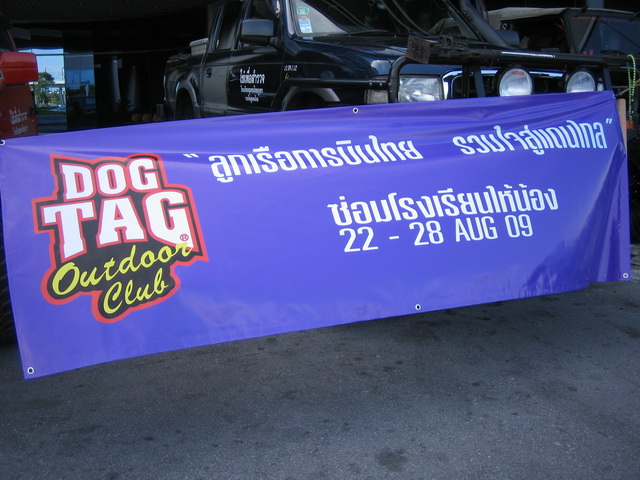 DOG
TAG
Outdoor
Club
"ลูกเรือการบินไทย รวมใจสู่แดนไกล"
ซ่อมโรงเรียนให้น้อง
22 - 28 AUG 09